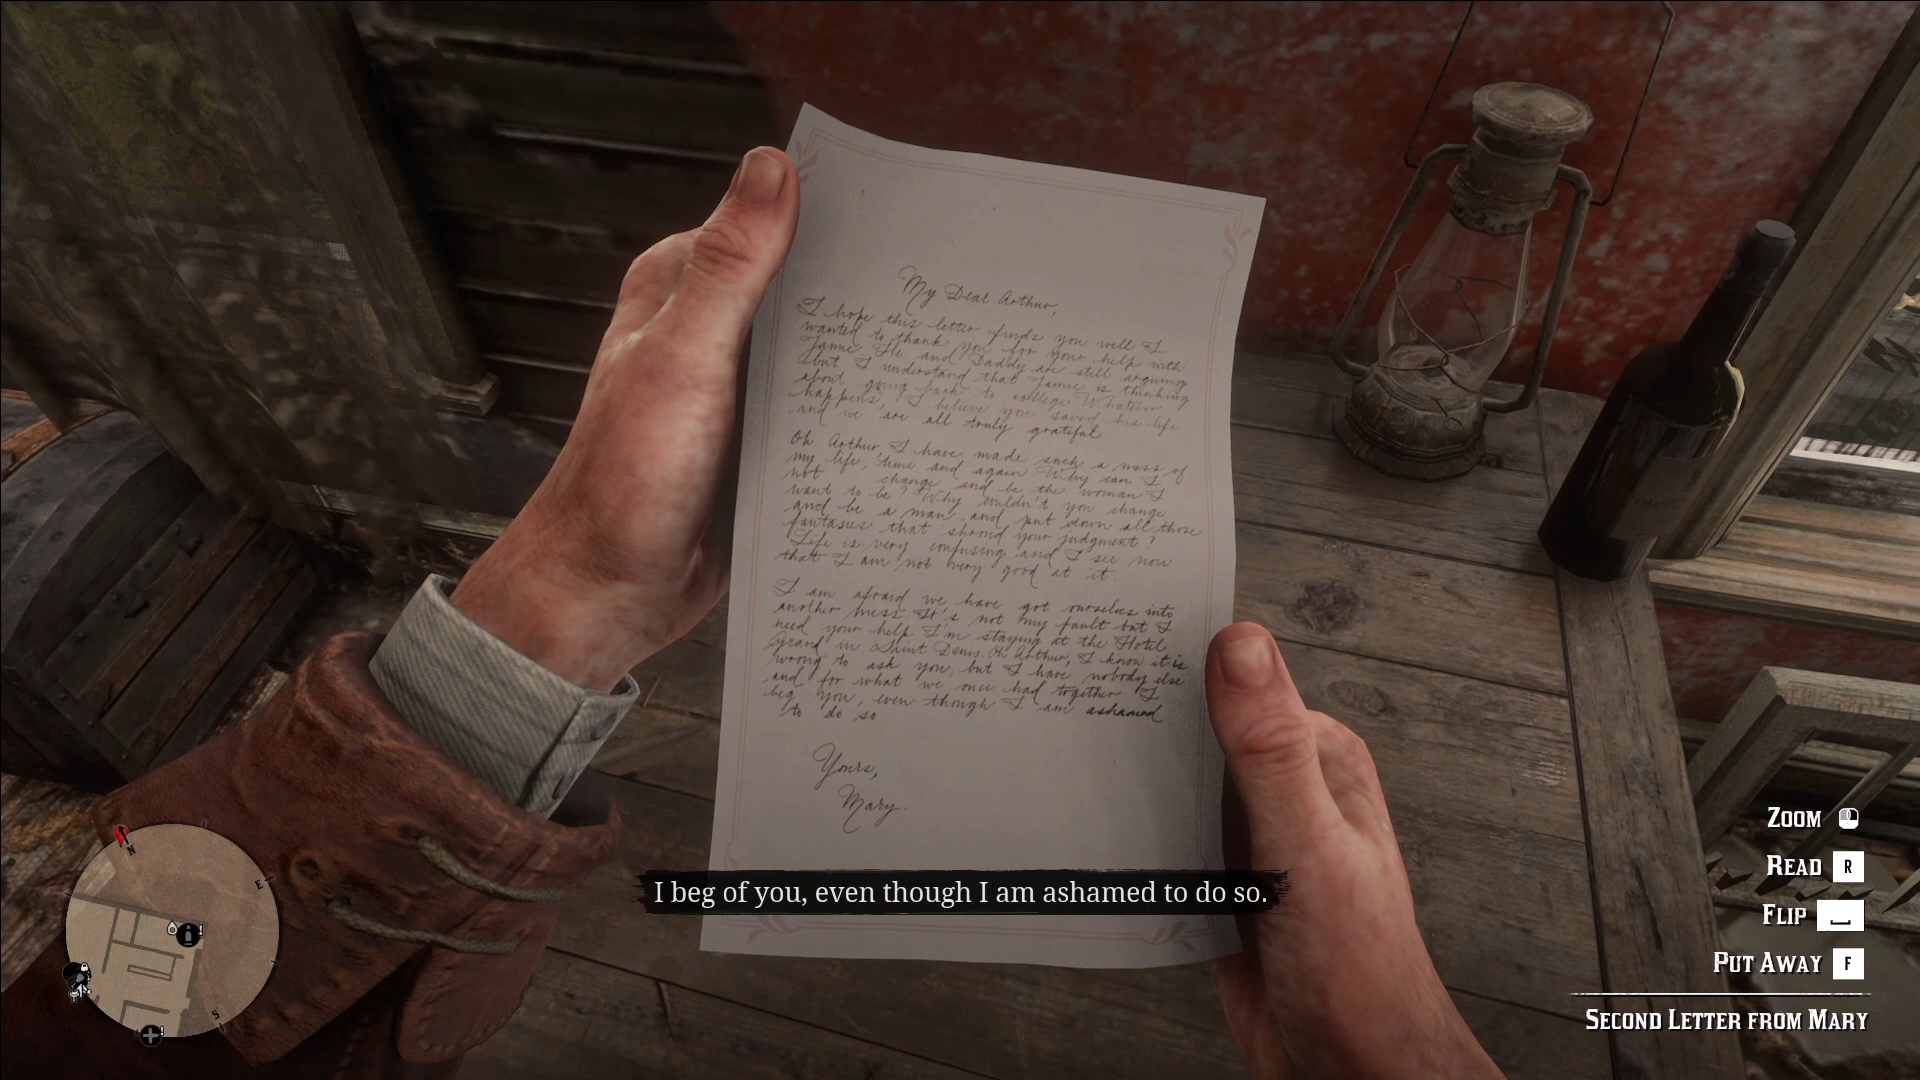 My Dear Arthur,
I hope this letter finds you well I
wanted to thank you for your help with
Jamie He and Daddy are still arguing
but I understand that Jamie is thinking
about going back to college. Whatever
happens, I believe you saved his life
and we are all truly grateful.
Oh Arthur, I have made such a mess of
my life, time and again Why can I
not change and be the woman I
want to be? Why couldn't you change
and be a man and put down all those
fantasies that shroud your judgment?
Life is very confusing and I see now
that I am not very good at it.
I am afraid we have got ourselves into
another mess. It's not my fault but I
need your help I'm staying at the Hotel
Grand in Saint Denis. Oh Arthur, I know it is
wrong to ask you, but I have nobody else
and for what we once had together I
beg you, even though I am ashamed
to do so
Yours,
Mary.
I beg of you, even though I am ashamed to do so.
ZOOM
READ R
FLIP
PUT AWAY F
SECOND LETTER FROM MARY
N
E
S